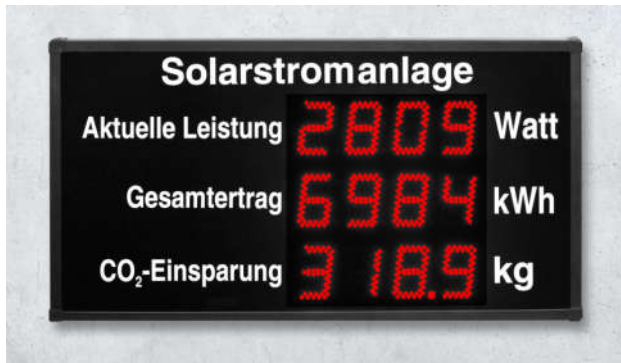 Solarstromanlage
Aktuelle Leistung 2809 Watt
Gesamtertrag 6984 kWh
CO₂-Einsparung 318.9 kg